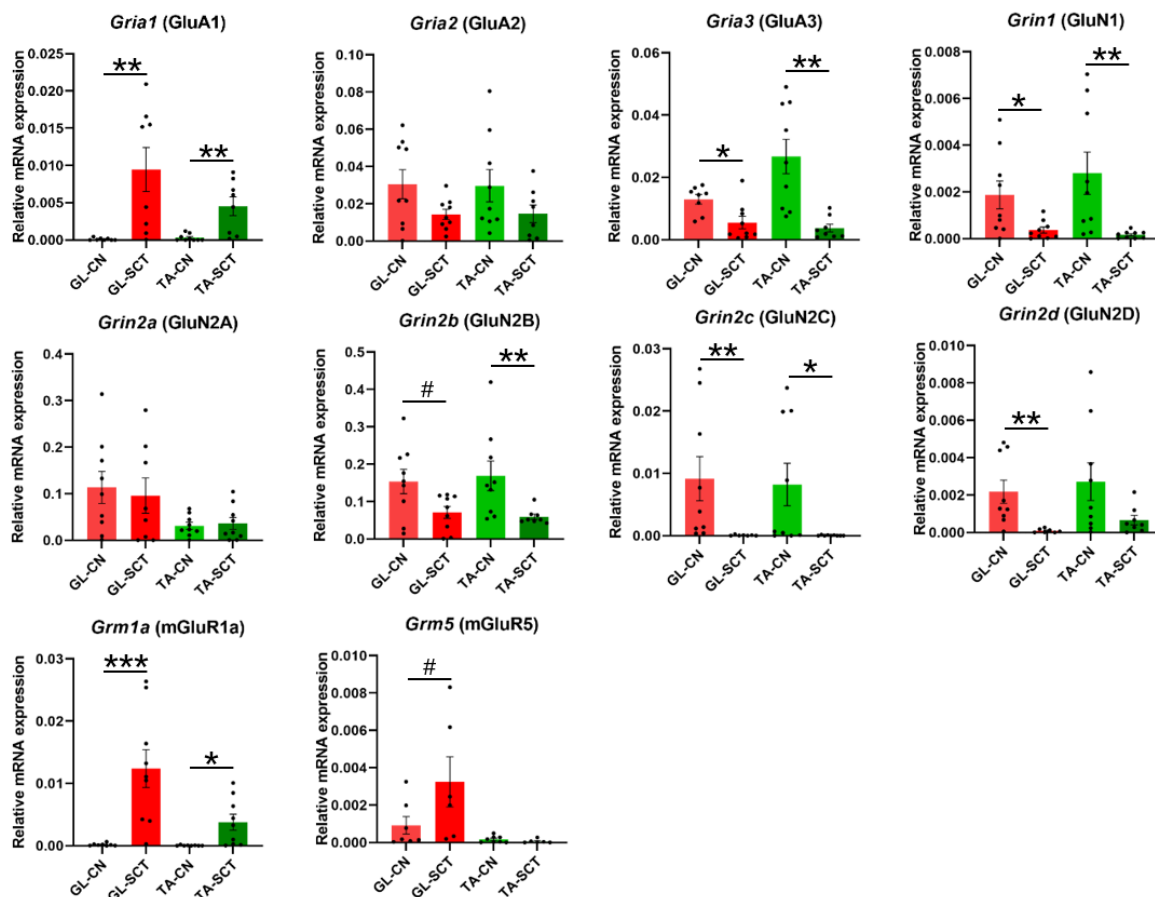 Gria1 (GluA1)
Relative mRNA expression
0.025
0.020
0.015
0.010
0.005
0.000
**
**
GL-CN
GL-SCT
TA-CN
TA-SCT
Gria2 (GluA2)
Relative mRNA expression
0.10
0.08
0.06
0.04
0.02
0.00
GL-CN
GL-SCT
TA-CN
TA-SCT
Gria3 (GluA3)
Relative mRNA expression
0.06
0.04
0.02
0.00
*
**
GL-CN
GL-SCT
TA-CN
TA-SCT
Grin1 (GluN1)
Relative mRNA expression
0.008
0.006
0.004
0.002
0.000
*
**
GL-CN
GL-SCT
TA-CN
TA-SCT
Grin2a (GluN2A)
Relative mRNA expression
0.4
0.3
0.2
0.1
0.0
GL-CN
GL-SCT
TA-CN
TA-SCT
Grin2b (GluN2B)
Relative mRNA expression
0.5
0.4
0.3
0.2
0.1
0.0
#
**
GL-CN
GL-SCT
TA-CN
TA-SCT
Grin2c (GluN2C)
Relative mRNA expression
0.03
0.02
0.01
0.00
**
*
GL-CN
GL-SCT
TA-CN
TA-SCT
Grin2d (GluN2D)
Relative mRNA expression
0.010
0.008
0.006
0.004
0.002
0.000
**
GL-CN
GL-SCT
TA-CN
TA-SCT
Grm1a (mGluR1a)
Relative mRNA expression
0.03
0.02
0.01
0.00
***
*
GL-CN
GL-SCT
TA-CN
TA-SCT
Grm5 (mGluR5)
Relative mRNA expression
0.010
0.008
0.006
0.004
0.002
0.000
#
GL-CN
GL-SCT
TA-CN
TA-SCT